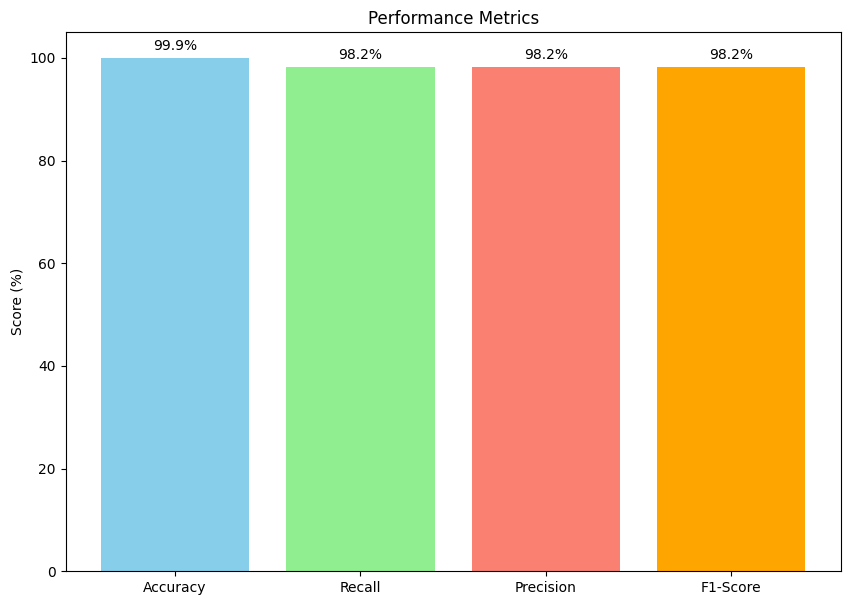 Performance Metrics
99.9%
98.2%
98.2%
98.2%
100
80
60
40
20
0
Score (%)
Accuracy
Recall
Precision
F1-Score